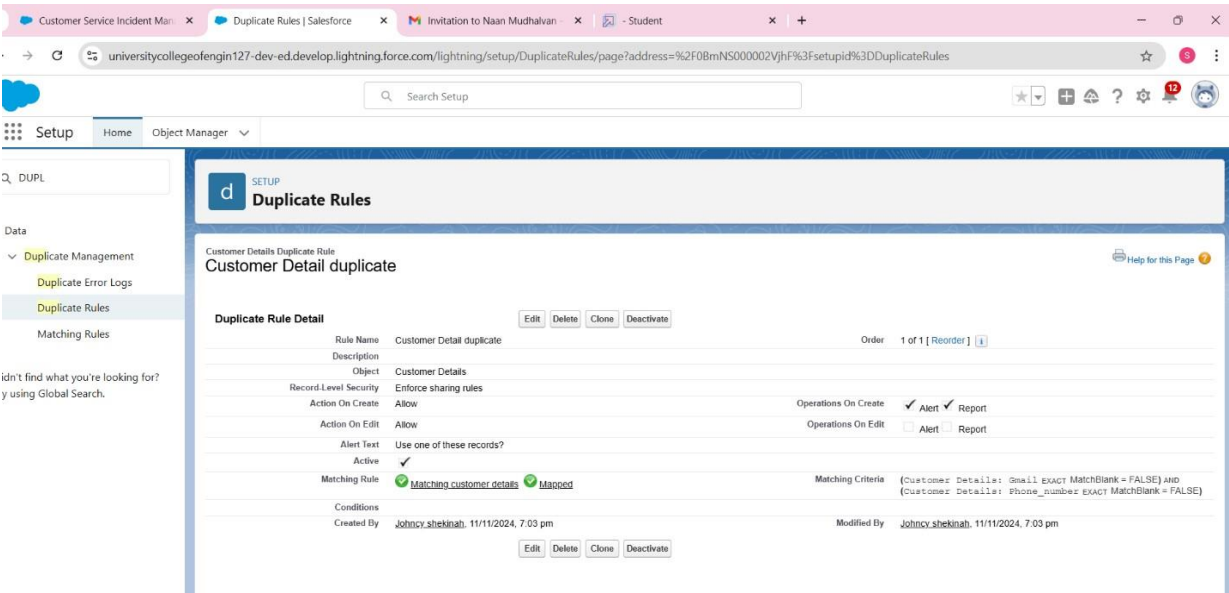 Customer Service Incident Man
Duplicate Rules | Salesforce
Invitation to Naan Mudhalvan -
- Student
universitycollegeofengin127-dev-ed.develop.lightning.force.com/lightning/setup/DuplicateRules/page?address=%2F0BmNS000002VjhF%3Fsetupid%3DDuplicateRules
S
Search Setup
12
Setup Home Object Manager
DUPL
Data
Duplicate Management
Duplicate Error Logs
Duplicate Rules
Matching Rules
idn't find what you're looking for?
y using Global Search.
d
SETUP
Duplicate Rules
Customer Details Duplicate Rule
Customer Detail duplicate
Help for this Page ?
Duplicate Rule Detail Edit Delete Clone Deactivate
Rule Name Customer Detail duplicate Order 1 of 1 [ Reorder ] i
Description
Object Customer Details
Record-Level Security Enforce sharing rules
Action On Create Allow Operations On Create Alert Report
Action On Edit Allow Operations On Edit Alert Report
Alert Text Use one of these records?
Active
Matching Rule Matching customer details Mapped Matching Criteria (Customer Details: Gmail EXACT MatchBlank = FALSE) AND
(Customer Details: Phone_number EXACT MatchBlank = FALSE)
Conditions
Created By Johncy shekinah, 11/11/2024, 7:03 pm Modified By Johncy shekinah, 11/11/2024, 7:03 pm
Edit Delete Clone Deactivate